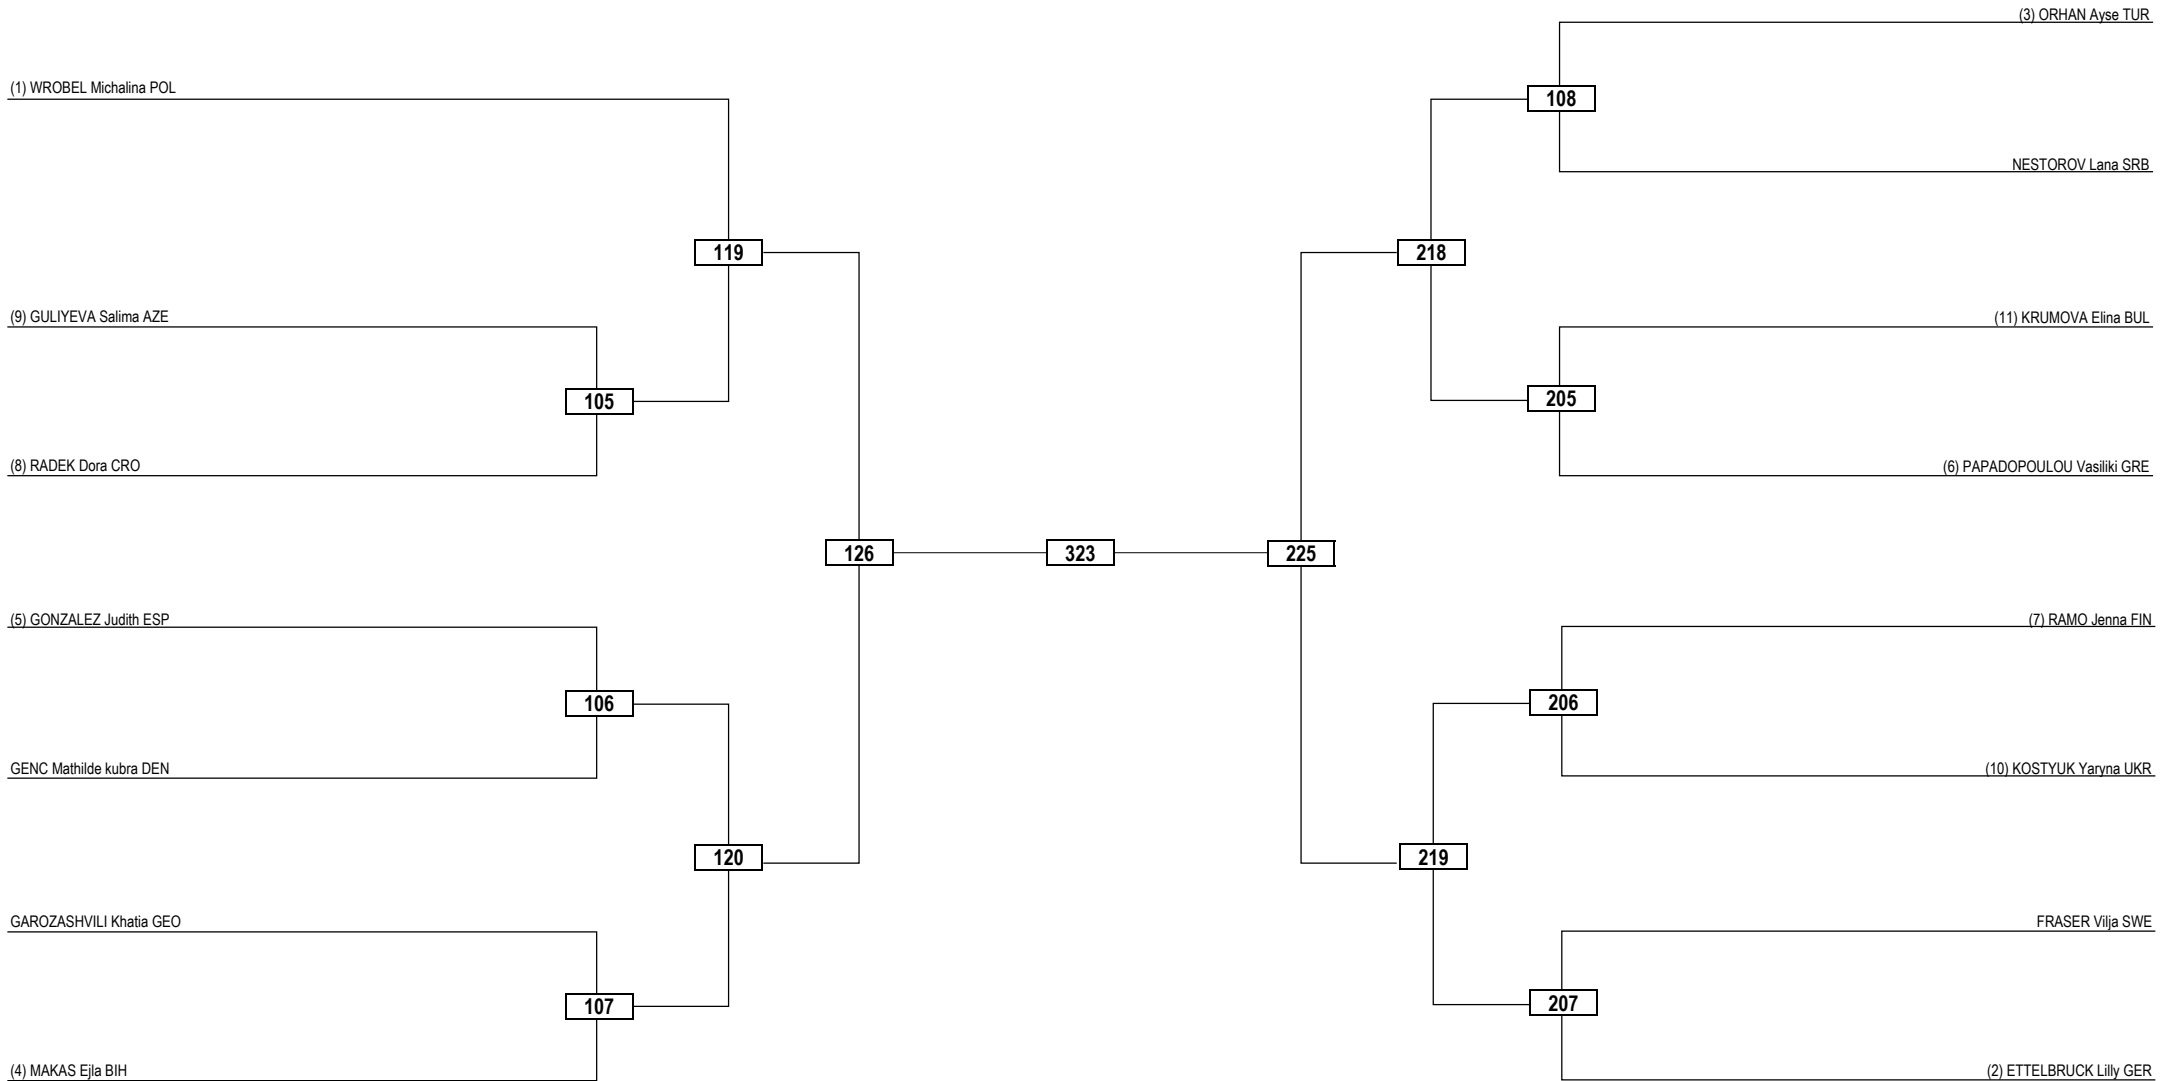 (3) ORHAN Ayse TUR
(1) WROBEL Michalina POL
108
NESTOROV Lana SRB
119
218
(9) GULIYEVA Salima AZE
(11) KRUMOVA Elina BUL
105
205
(8) RADEK Dora CRO
(6) PAPADOPOULOU Vasiliki GRE
126
323
225
(5) GONZALEZ Judith ESP
(7) RAMO Jenna FIN
106
206
GENC Mathilde kubra DEN
(10) KOSTYUK Yaryna UKR
120
219
GAROZASHVILI Khatia GEO
FRASER Vilja SWE
107
207
(4) MAKAS Ejla BIH
(2) ETTELBRUCK Lilly GER